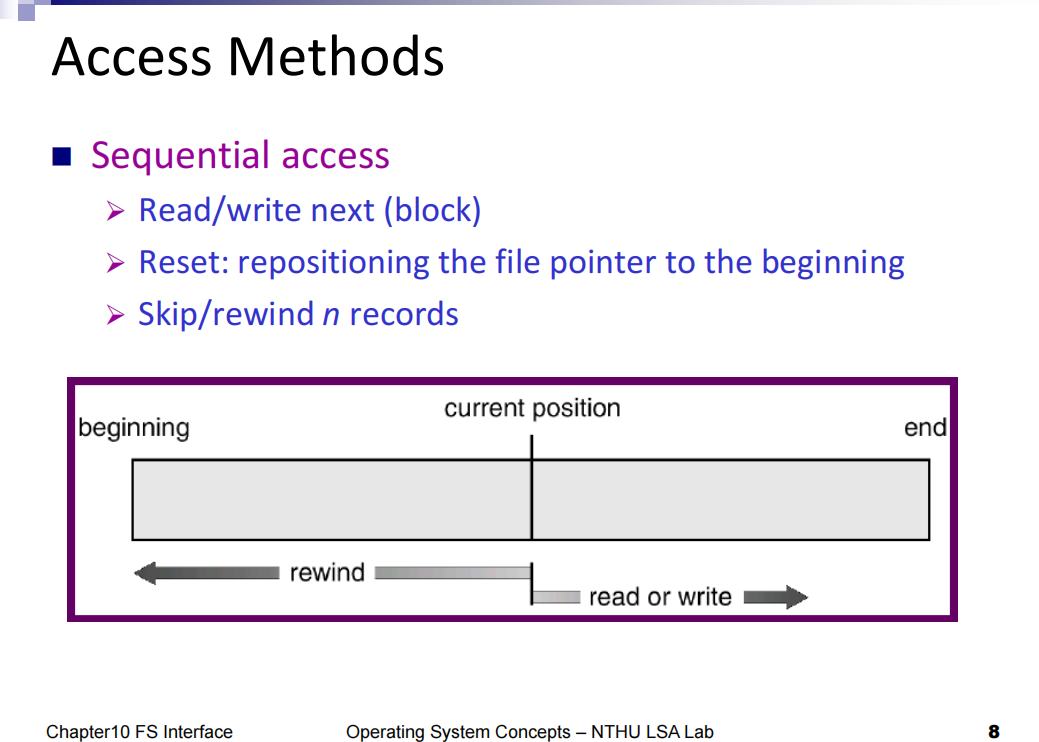 Access Methods
Sequential access
Read/write next (block)
Reset: repositioning the file pointer to the beginning
Skip/rewind n records
current position
beginning
end
rewind
read or write
Chapter10 FS Interface
Operating System Concepts – NTHU LSA Lab
8